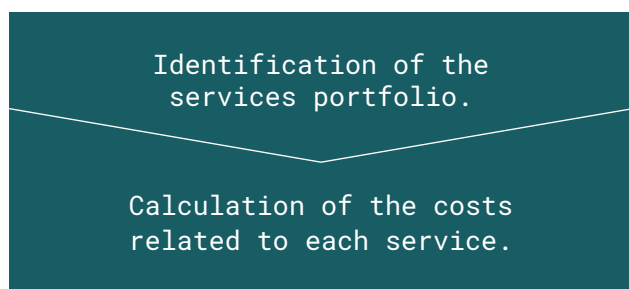 Identification of the
services portfolio.
Calculation of the costs
related to each service.